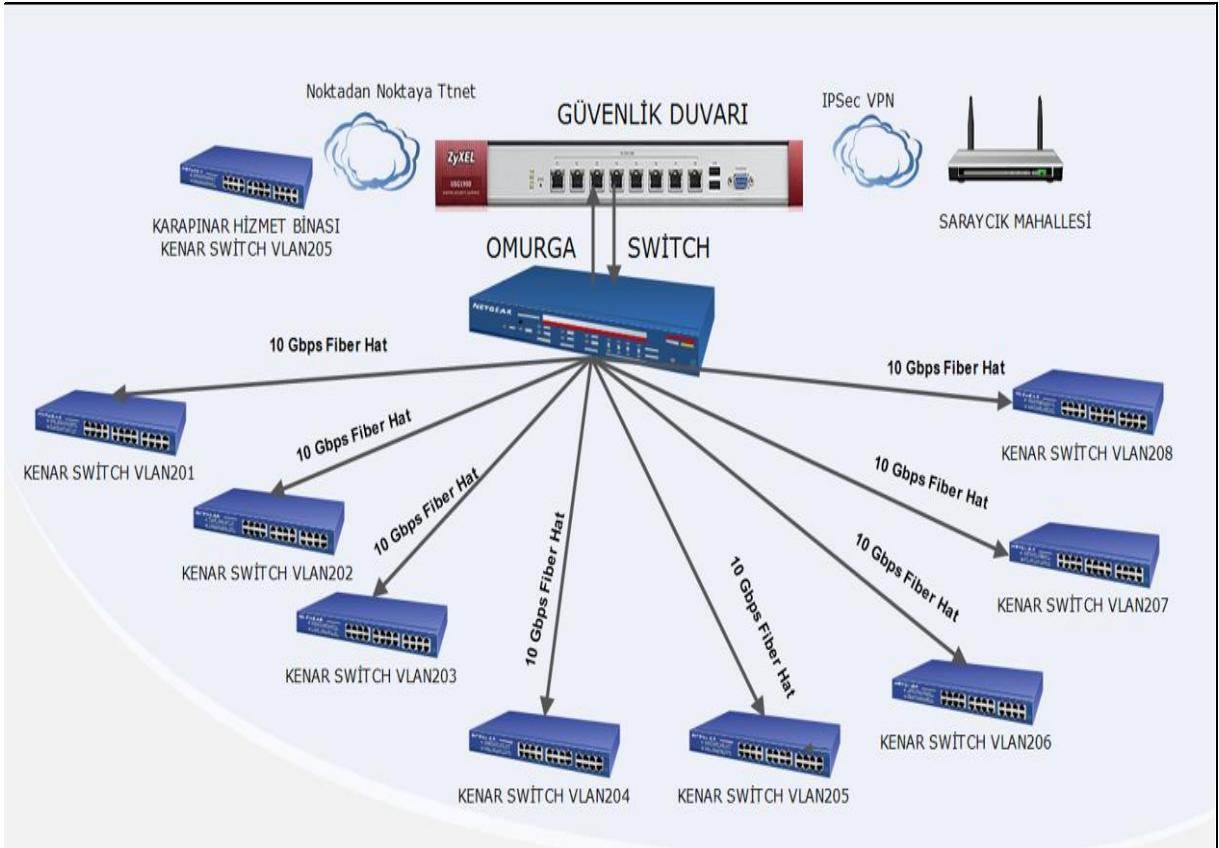 Noktadan Noktaya Ttnet
IPSec VPN
GÜVENLİK DUVARI
ZyXEL
USG1900
KARAPINAR HİZMET BİNASI
KENAR SWİTCH VLAN205
SARAYCIK MAHALLESİ
OMURGA SWİTCH
NETGEAR
10 Gbps Fiber Hat
10 Gbps Fiber Hat
KENAR SWİTCH VLAN201
10 Gbps Fiber Hat
KENAR SWİTCH VLAN208
10 Gbps Fiber Hat
10 Gbps Fiber Hat
KENAR SWİTCH VLAN202
10 Gbps Fiber Hat
10 Gbps Fiber Hat
10 Gbps Fiber Hat
KENAR SWİTCH VLAN207
KENAR SWİTCH VLAN203
KENAR SWİTCH VLAN206
KENAR SWİTCH VLAN204
KENAR SWİTCH VLAN205